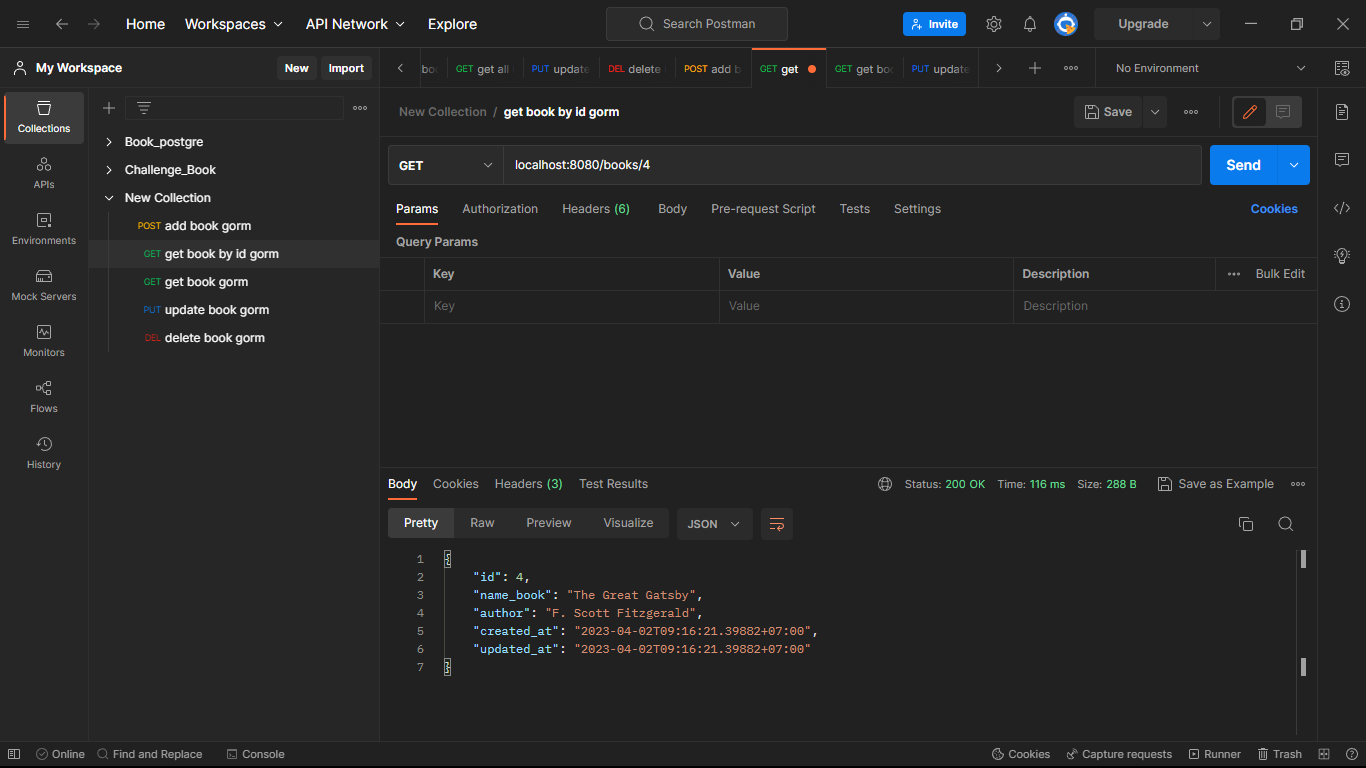 Home Workspaces API Network Explore Search Postman Invite Upgrade
My Workspace New Import
GET get all PUT update DEL delete POST add b GET get GET get boo PUT update No Environment
Collections
APIs
Environments
Mock Servers
Monitors
Flows
History
Book_postgre
Challenge_Book
New Collection
POST add book gorm
GET get book by id gorm
GET get book gorm
PUT update book gorm
DEL delete book gorm
New Collection / get book by id gorm Save
GET localhost:8080/books/4 Send
Params Authorization Headers (6) Body Pre-request Script Tests Settings Cookies
Query Params
Key Value Description Bulk Edit
Key Value Description
Body Cookies Headers (3) Test Results Status: 200 OK Time: 116 ms Size: 288 B Save as Example
Pretty Raw Preview Visualize JSON
1 {
2 "id": 4,
3 "name_book": "The Great Gatsby",
4 "author": "F. Scott Fitzgerald",
5 "created_at": "2023-04-02T09:16:21.39882+07:00",
6 "updated_at": "2023-04-02T09:16:21.39882+07:00"
7 }
Online Find and Replace Console Cookies Capture requests Runner Trash